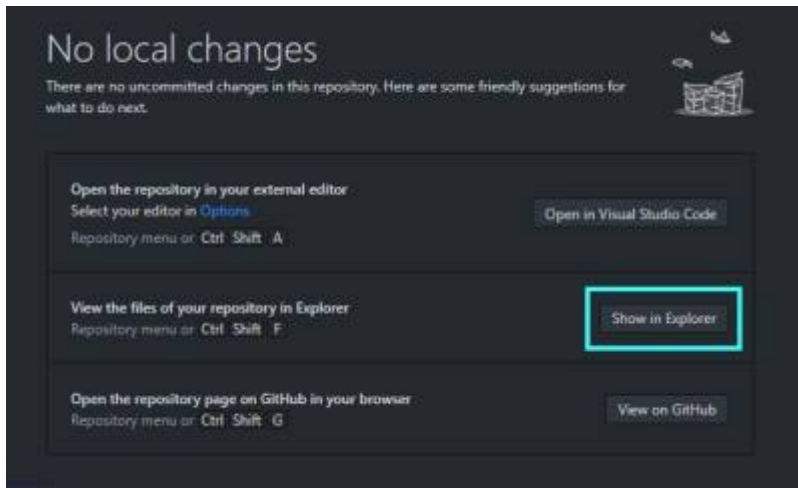 No local changes
There are no uncommitted changes in this repository. Here are some friendly suggestions for
what to do next.
Open the repository in your external editor
Select your editor in Options
Repository menu or Ctrl Shift A
Open in Visual Studio Code
View the files of your repository in Explorer
Repository menu or Ctrl Shift F
Show in Explorer
Open the repository page on GitHub in your browser
Repository menu or Ctrl Shift G
View on GitHub